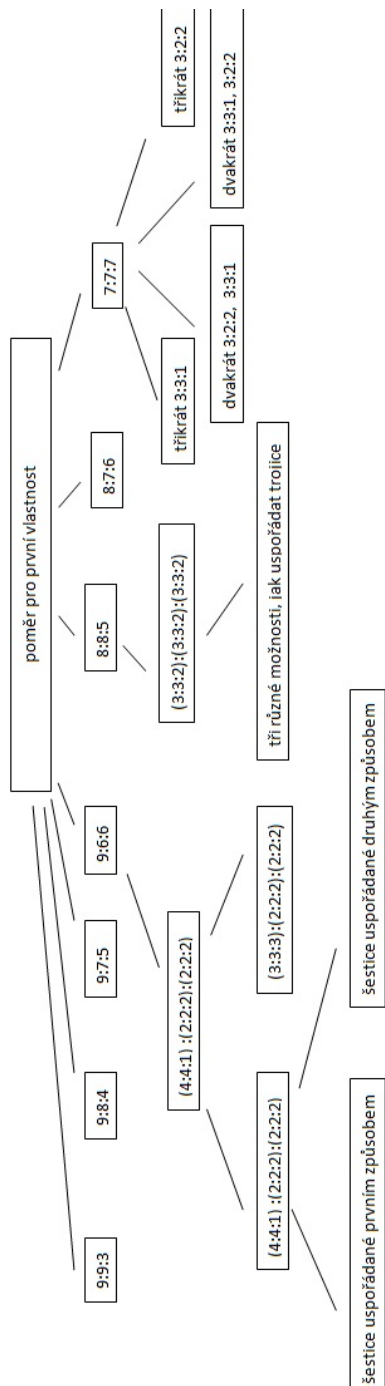 poměr pro první vlastnost
9:9:3
9:8:4
9:7:5
9:6:6
8:8:5
8:7:6
7:7:7
(4:4:1) :(2:2:2):(2:2:2)
(3:3:2):(3:3:2):(3:3:2)
třikrát 3:3:1
třikrát 3:2:2
dvakrát 3:2:2, 3:3:1
dvakrát 3:3:1, 3:2:2
(4:4:1) :(2:2:2):(2:2:2)
(3:3:3):(2:2:2):(2:2:2)
tři různé možnosti, jak uspořádat trojice
šestice uspořádané prvním způsobem
šestice uspořádané druhým způsobem